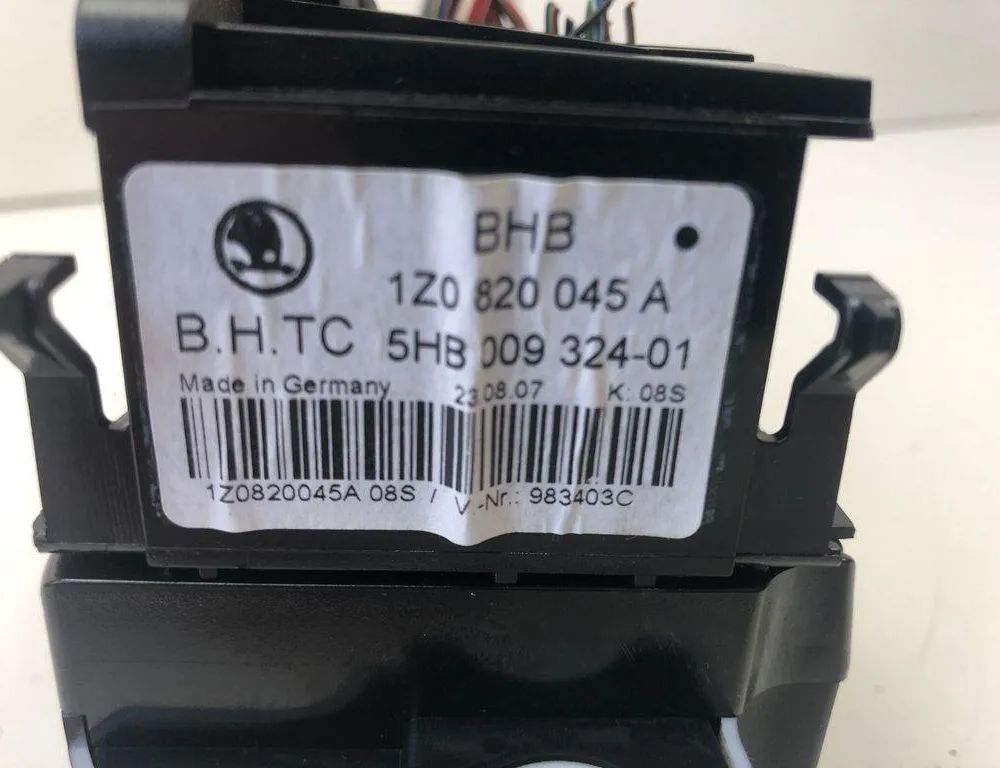 BHB
1Z0 820 045 A
B.H.TC 5HB 009 324-01
Made in Germany 23.08.07 K: 08S
1Z0820045A 08S / V.-Nr.: 983403C